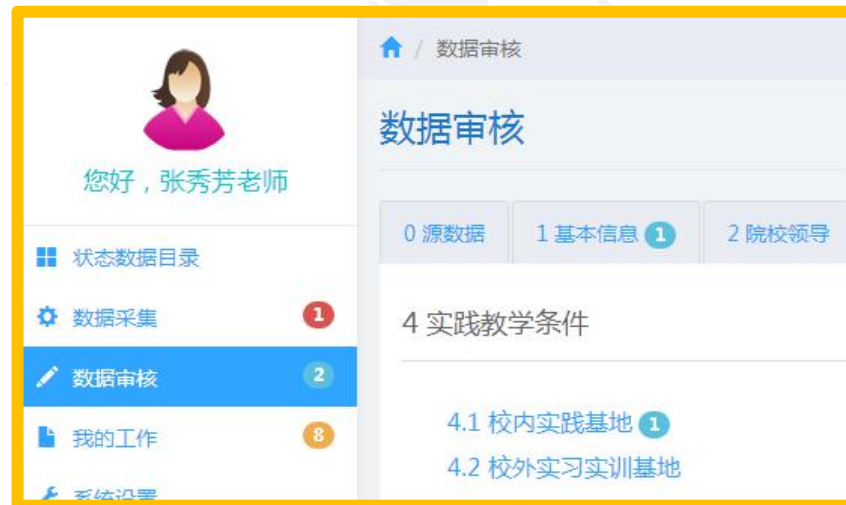 / 数据审核
数据审核
您好，张秀芳老师
0 源数据 1 基本信息 1 2 院校领导
状态数据目录
数据采集 1
4 实践教学条件
数据审核 2
4.1 校内实践基地 1
我的工作 8
4.2 校外实习实训基地
系统设置